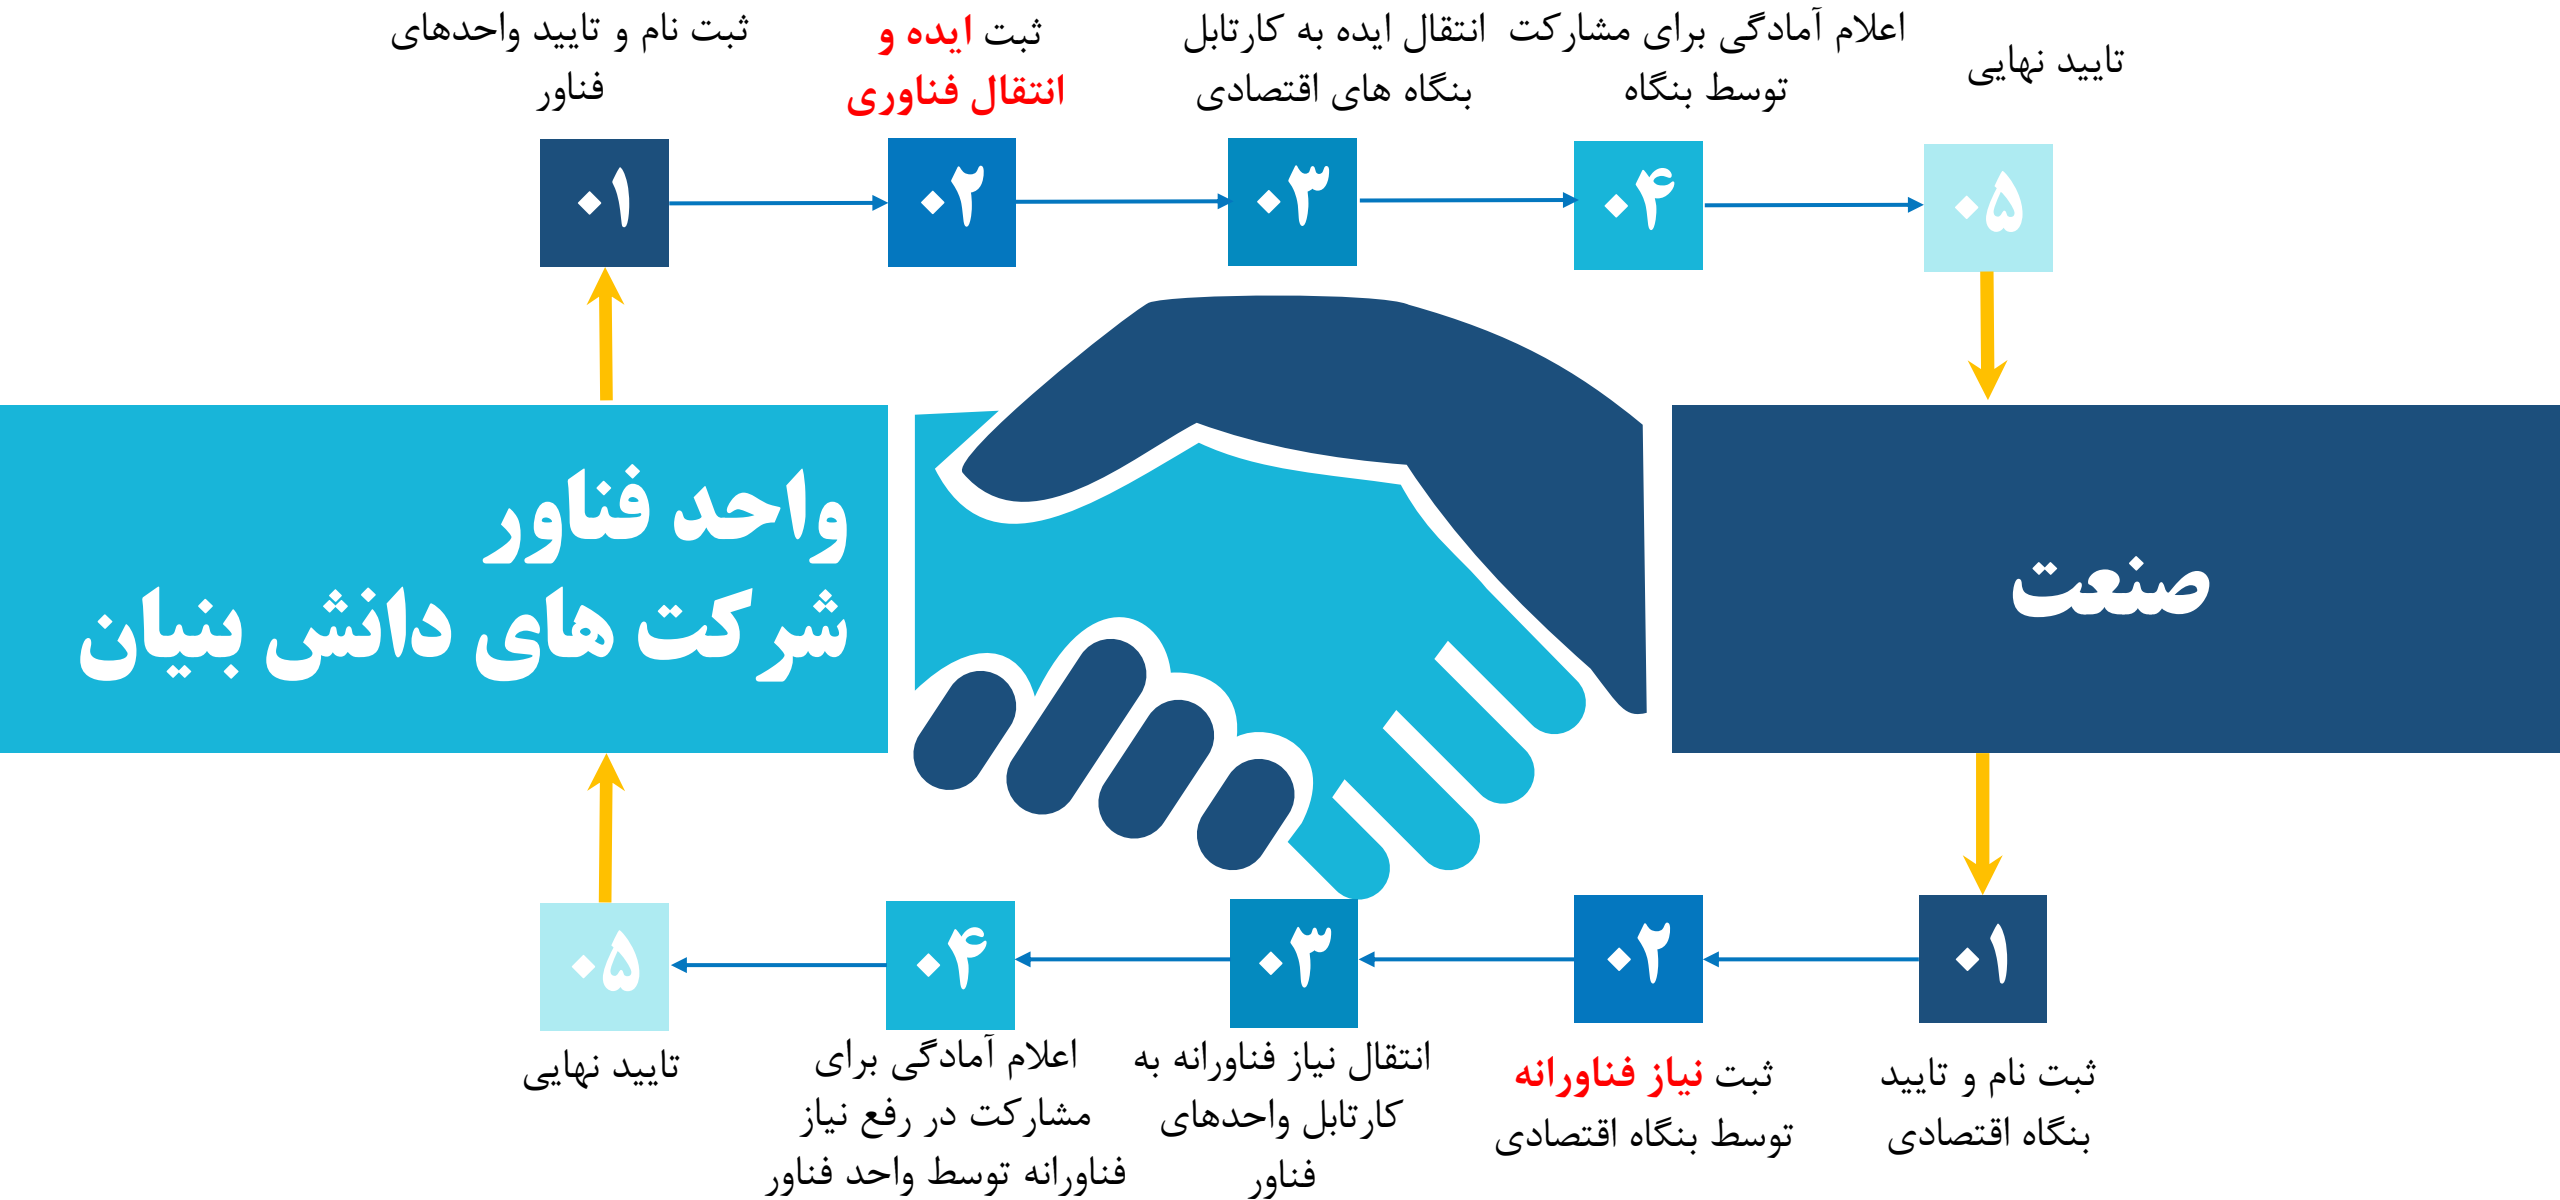 ثبت نام و تایید واحدهای
فناور
ثبت ایده و
انتقال فناوری
انتقال ایده به کارتابل
بنگاه های اقتصادی
اعلام آمادگی برای مشارکت
توسط بنگاه
تایید نهایی
۰۱
۰۲
۰۳
۰۴
۰۵
واحد فناور
شرکت های دانش بنیان
صنعت
۰۱
۰۲
۰۳
۰۴
۰۵
ثبت نام و تایید
بنگاه اقتصادی
ثبت نیاز فناورانه
توسط بنگاه اقتصادی
انتقال نیاز فناورانه به
کارتابل واحدهای
فناور
اعلام آمادگی برای
مشارکت در رفع نیاز
فناورانه توسط واحد فناور
تایید نهایی